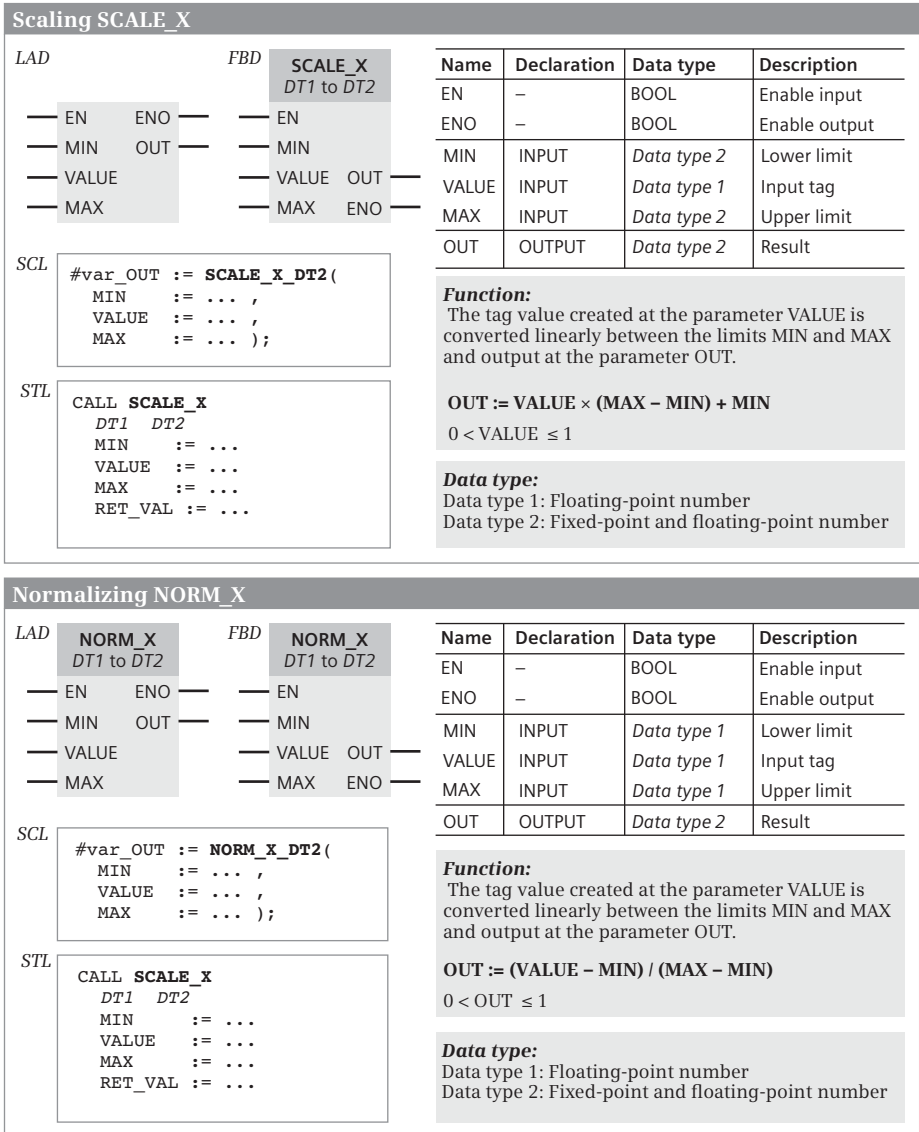 Scaling SCALE_X
LAD
EN ENO
MIN OUT
VALUE
MAX
FBD
SCALE_X
DT1 to DT2
EN
MIN
VALUE OUT
MAX ENO
Name Declaration Data type Description
EN – BOOL Enable input
ENO – BOOL Enable output
MIN INPUT Data type 2 Lower limit
VALUE INPUT Data type 1 Input tag
MAX INPUT Data type 2 Upper limit
OUT OUTPUT Data type 2 Result
SCL
#var_OUT := SCALE_X_DT2(
MIN := ... ,
VALUE := ... ,
MAX := ... );
STL
CALL SCALE_X
DT1 DT2
MIN := ...
VALUE := ...
MAX := ...
RET_VAL := ...
Function:
The tag value created at the parameter VALUE is
converted linearly between the limits MIN and MAX
and output at the parameter OUT.
OUT := VALUE × (MAX – MIN) + MIN
0 < VALUE ≤ 1
Data type:
Data type 1: Floating-point number
Data type 2: Fixed-point and floating-point number
Normalizing NORM_X
LAD
NORM_X
DT1 to DT2
EN ENO
MIN OUT
VALUE
MAX
FBD
NORM_X
DT1 to DT2
EN
MIN
VALUE OUT
MAX ENO
Name Declaration Data type Description
EN – BOOL Enable input
ENO – BOOL Enable output
MIN INPUT Data type 1 Lower limit
VALUE INPUT Data type 1 Input tag
MAX INPUT Data type 1 Upper limit
OUT OUTPUT Data type 2 Result
SCL
#var_OUT := NORM_X_DT2(
MIN := ... ,
VALUE := ... ,
MAX := ... );
STL
CALL SCALE_X
DT1 DT2
MIN := ...
VALUE := ...
MAX := ...
RET_VAL := ...
Function:
The tag value created at the parameter VALUE is
converted linearly between the limits MIN and MAX
and output at the parameter OUT.
OUT := (VALUE – MIN) / (MAX – MIN)
0 < OUT ≤ 1
Data type:
Data type 1: Floating-point number
Data type 2: Fixed-point and floating-point number